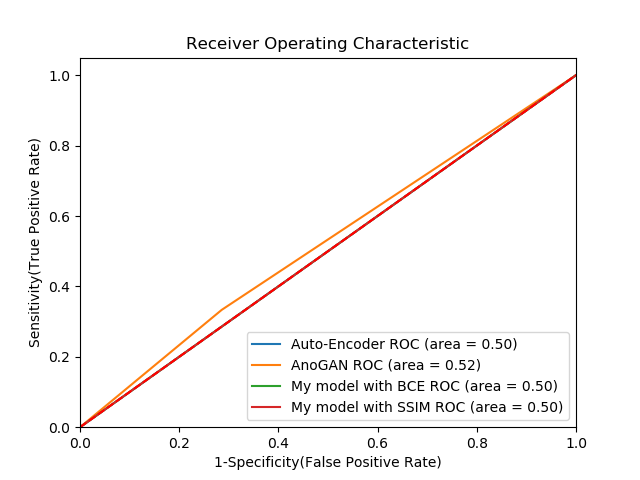 Receiver Operating Characteristic
1.0
0.8
0.6
0.4
0.2
0.0
Sensitivity(True Positive Rate)
Auto-Encoder ROC (area = 0.50)
AnoGAN ROC (area = 0.52)
My model with BCE ROC (area = 0.50)
My model with SSIM ROC (area = 0.50)
0.0 0.2 0.4 0.6 0.8 1.0
1-Specificity(False Positive Rate)